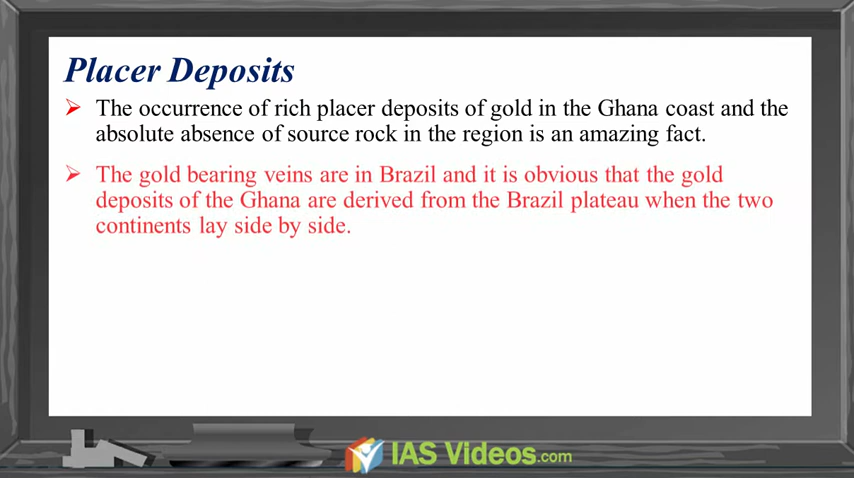 Placer Deposits
The occurrence of rich placer deposits of gold in the Ghana coast and the
absolute absence of source rock in the region is an amazing fact.
The gold bearing veins are in Brazil and it is obvious that the gold
deposits of the Ghana are derived from the Brazil plateau when the two
continents lay side by side.
IAS Videos.com